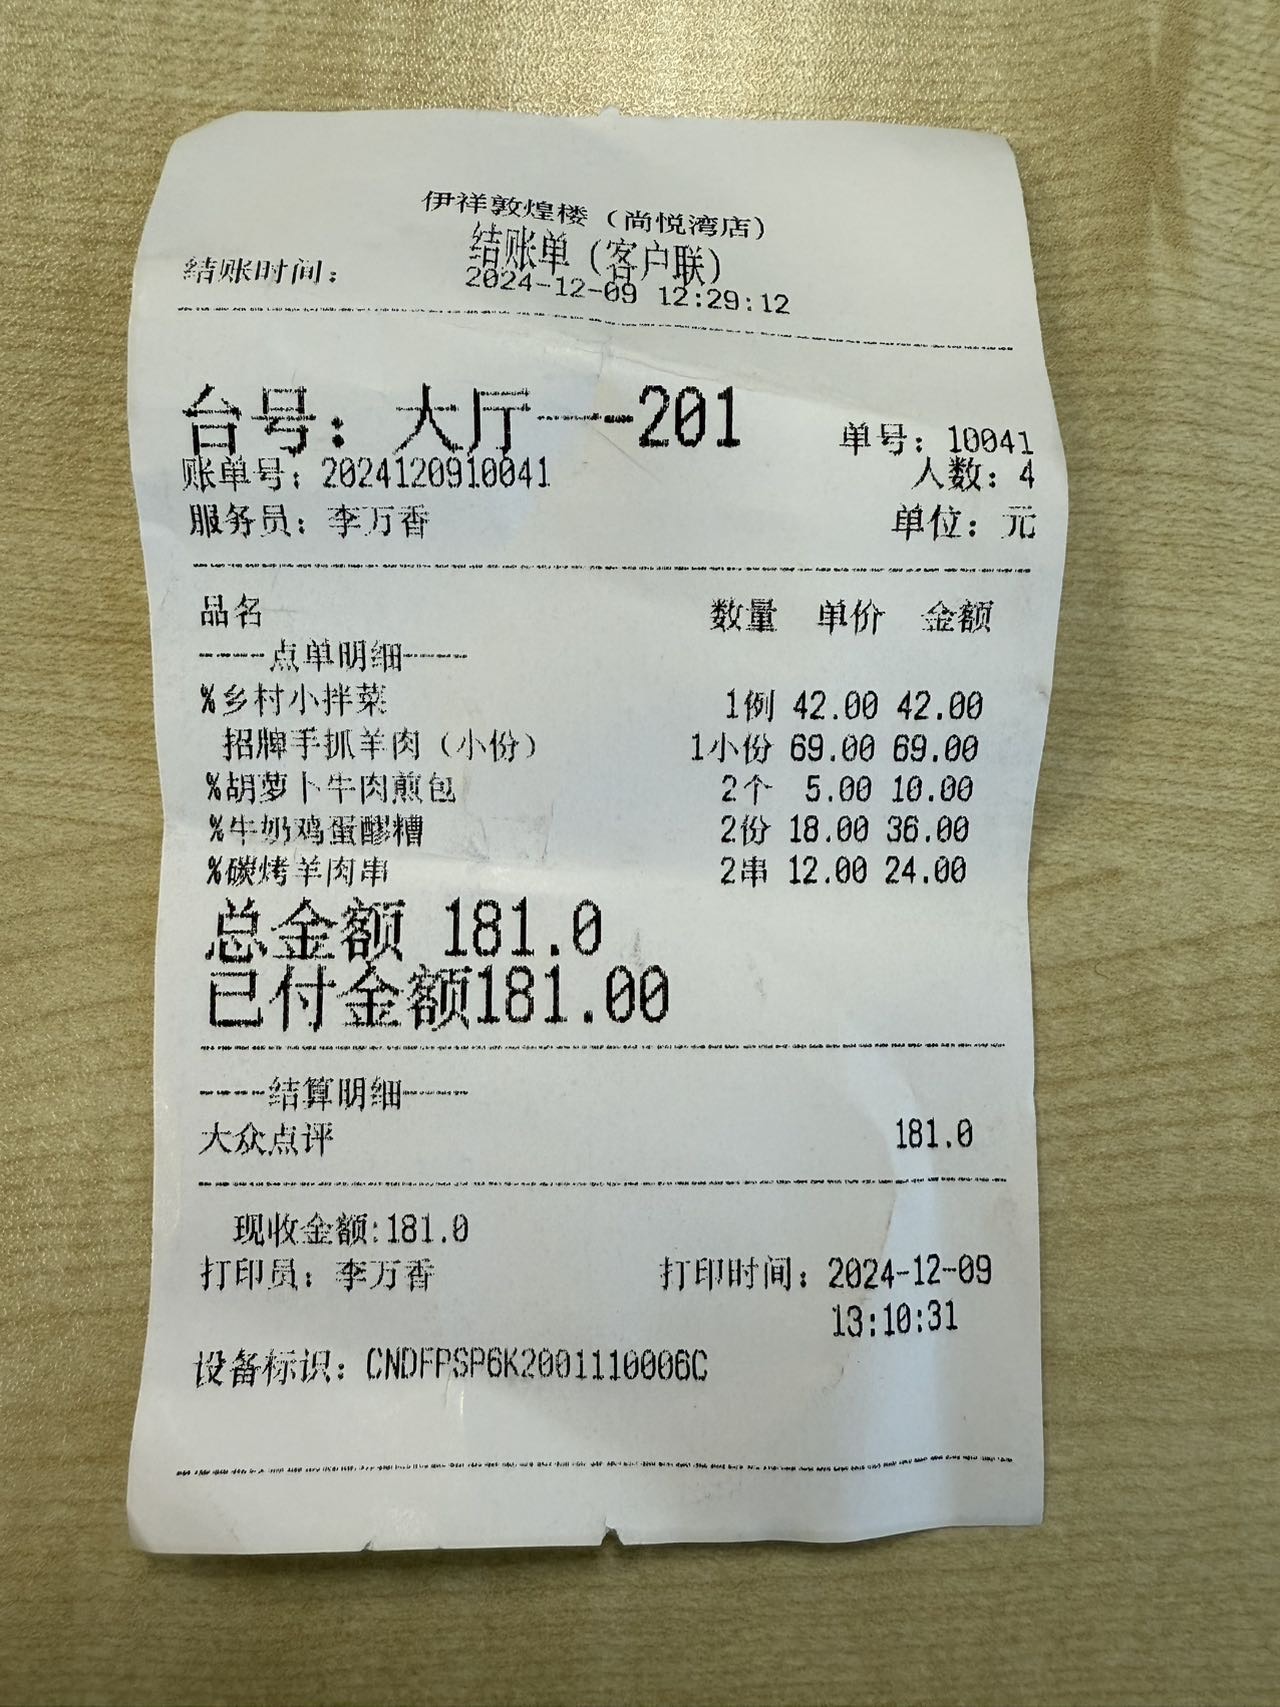 伊祥敦煌楼（尚悦湾店）
结账单（客户联）
结账时间： 2024-12-09 12:29:12
台号：大厅---201
单号：10041
账单号：2024120910041 人数：4
服务员：李万香 单位：元
品名 数量 单价 金额
----点单明细----
%乡村小拌菜 1例 42.00 42.00
招牌手抓羊肉（小份） 1小份 69.00 69.00
%胡萝卜牛肉煎包 2个 5.00 10.00
%牛奶鸡蛋醪糟 2份 18.00 36.00
%碳烤羊肉串 2串 12.00 24.00
总金额 181.0
已付金额181.00
----结算明细----
大众点评 181.0
现收金额:181.0
打印员：李万香 打印时间：2024-12-09
13:10:31
设备标识：CNDFPSP6K2001110006C